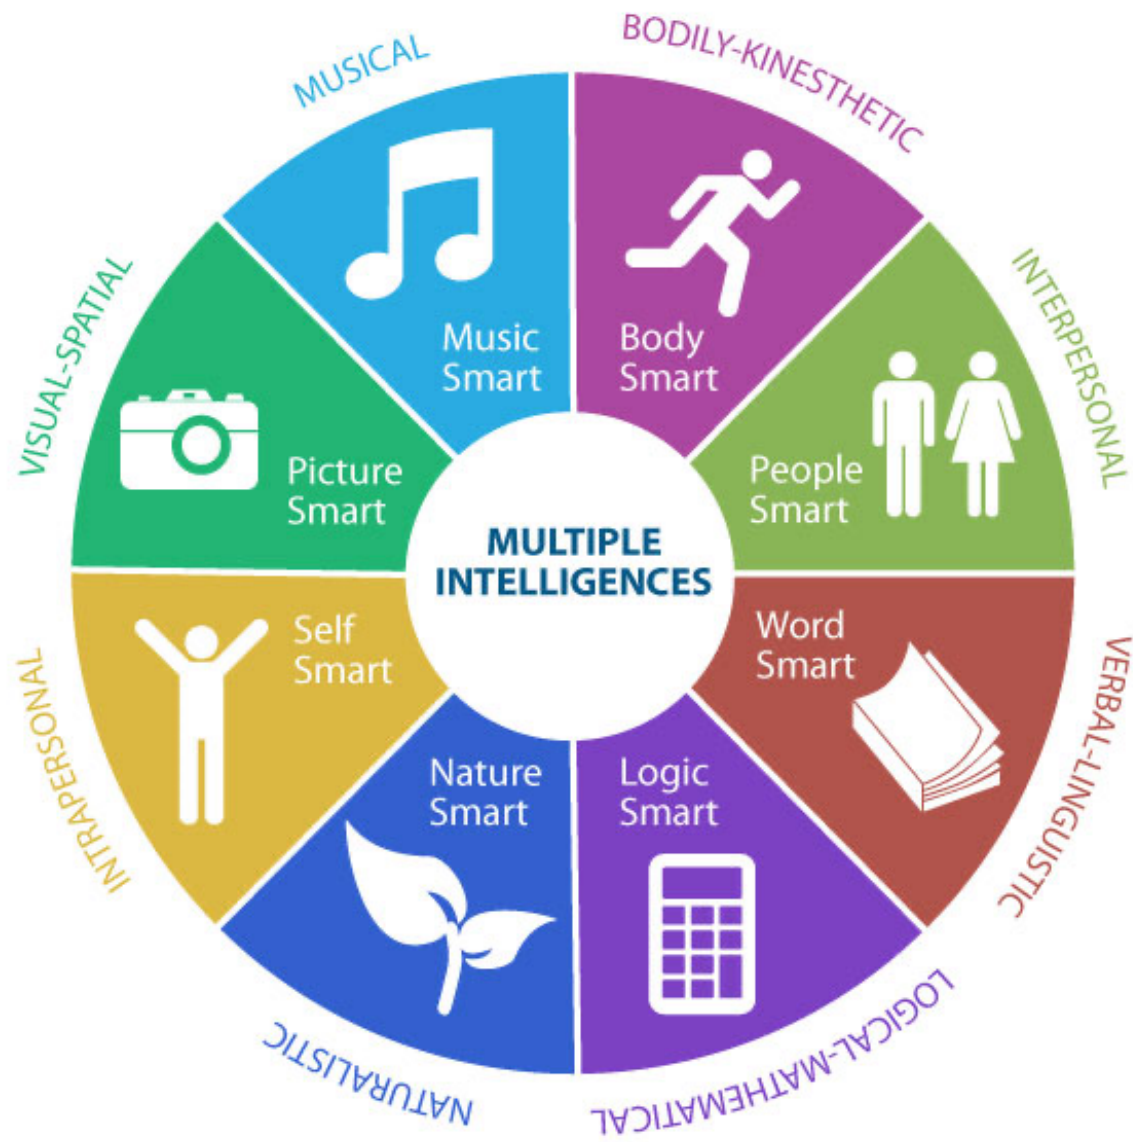 MUSICAL
BODILY-KINESTHETIC
INTERPERSONAL
VERBAL-LINGUISTIC
LOGICAL-MATHEMATICAL
NATURALISTIC
INTRAPERSONAL
VISUAL-SPATIAL
Music
Smart
Body
Smart
People
Smart
Word
Smart
Logic
Smart
Nature
Smart
Self
Smart
Picture
Smart
MULTIPLE
INTELLIGENCES